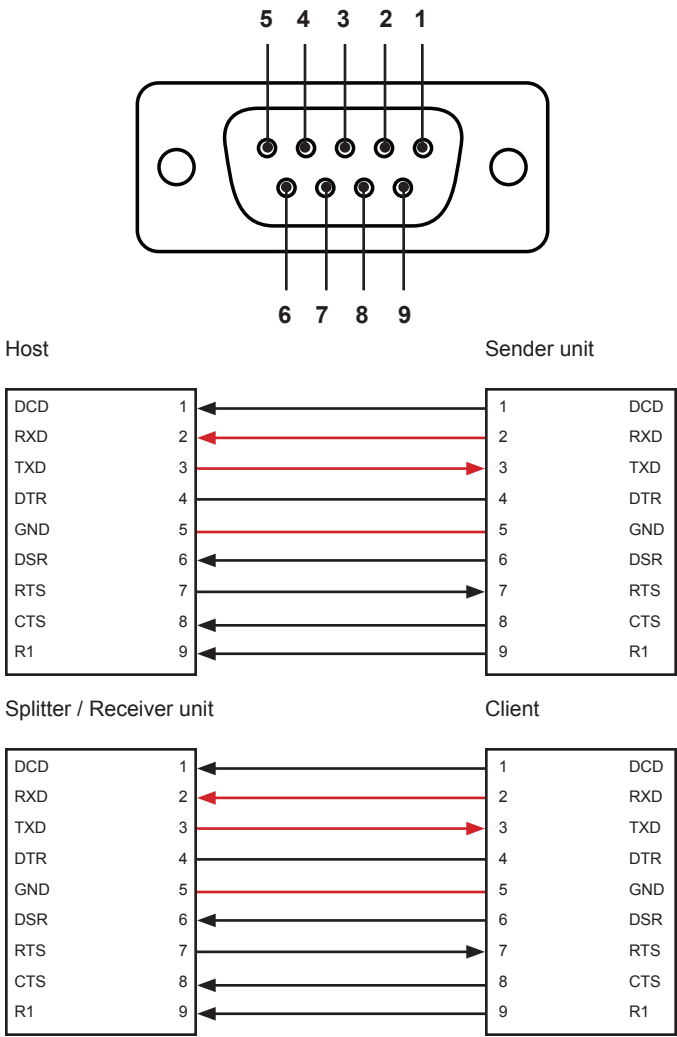 5 4 3 2 1
6 7 8 9
Host Sender unit
DCD 1 1 DCD
RXD 2 2 RXD
TXD 3 3 TXD
DTR 4 4 DTR
GND 5 5 GND
DSR 6 6 DSR
RTS 7 7 RTS
CTS 8 8 CTS
R1 9 9 R1
Splitter / Receiver unit Client
DCD 1 1 DCD
RXD 2 2 RXD
TXD 3 3 TXD
DTR 4 4 DTR
GND 5 5 GND
DSR 6 6 DSR
RTS 7 7 RTS
CTS 8 8 CTS
R1 9 9 R1